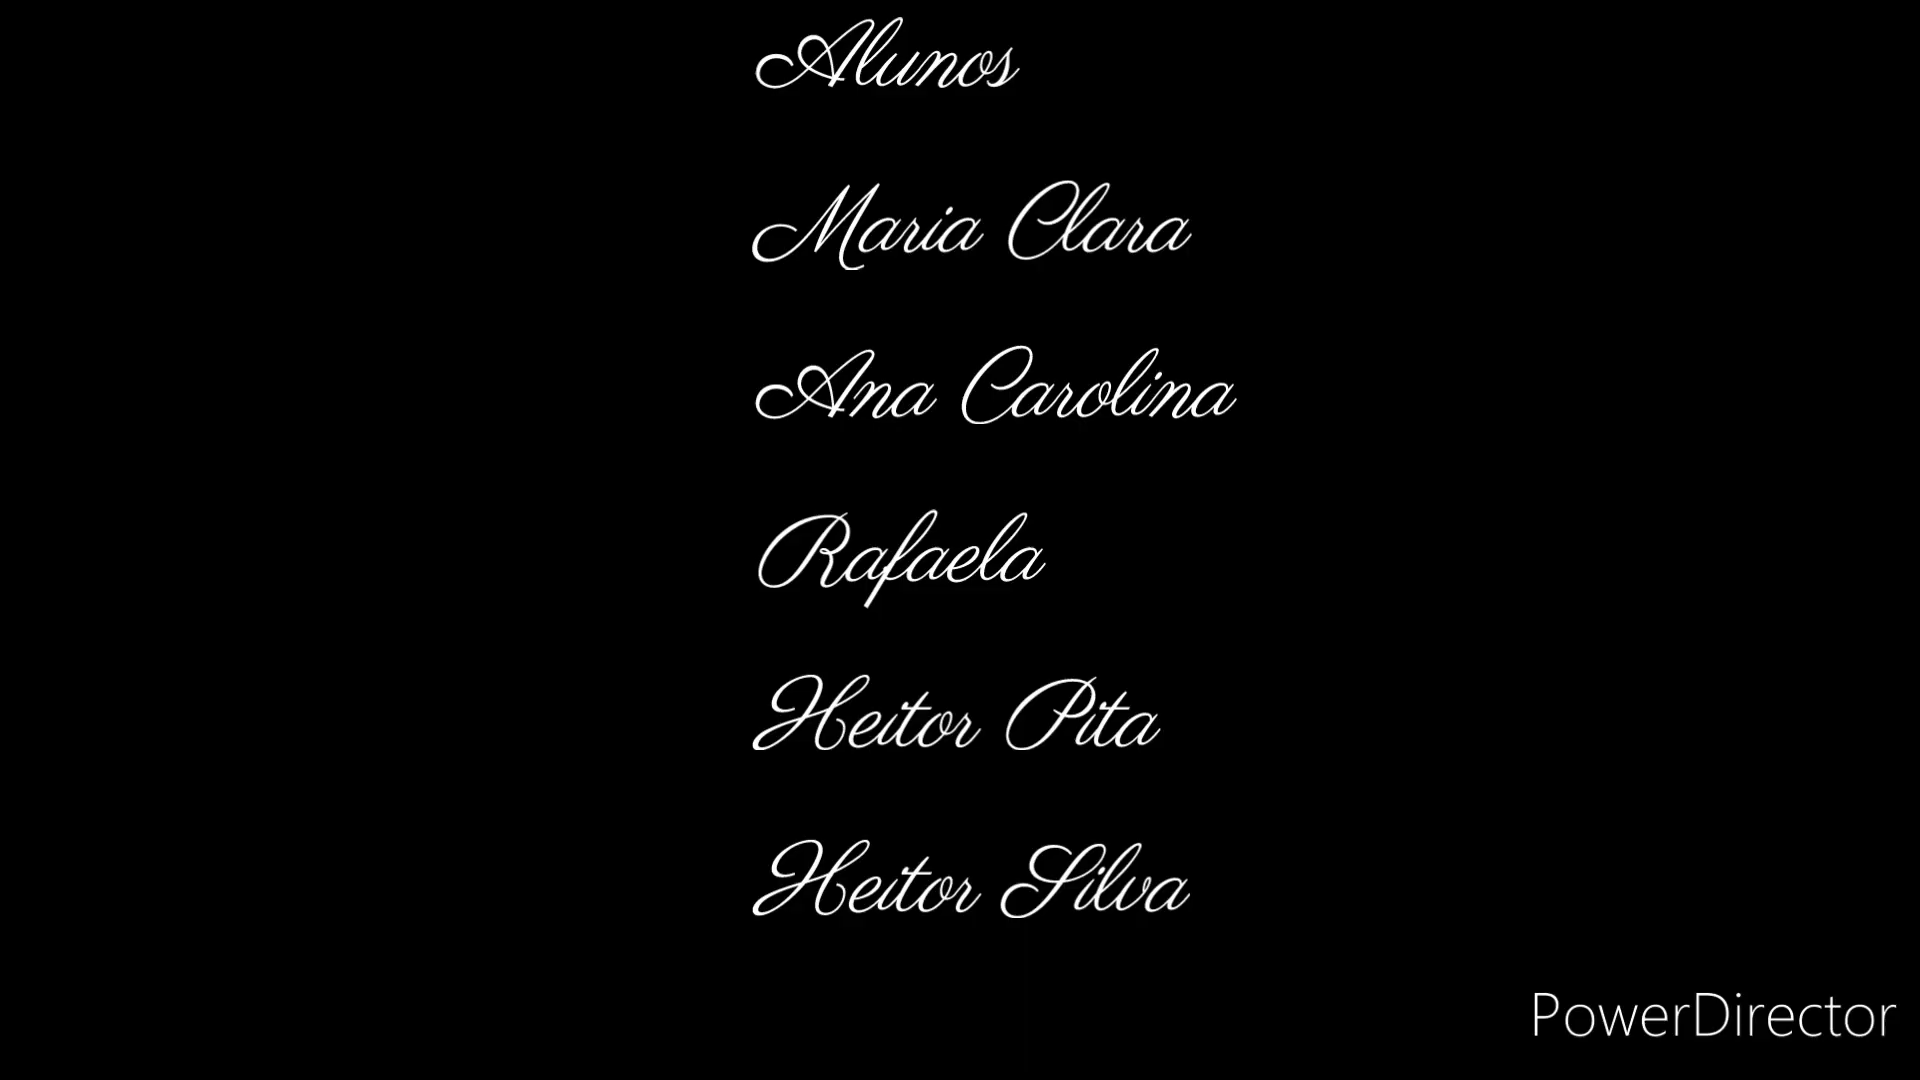 Alunos
Maria Clara
Ana Carolina
Rafaela
Heitor Pita
Heitor Silva
PowerDirector